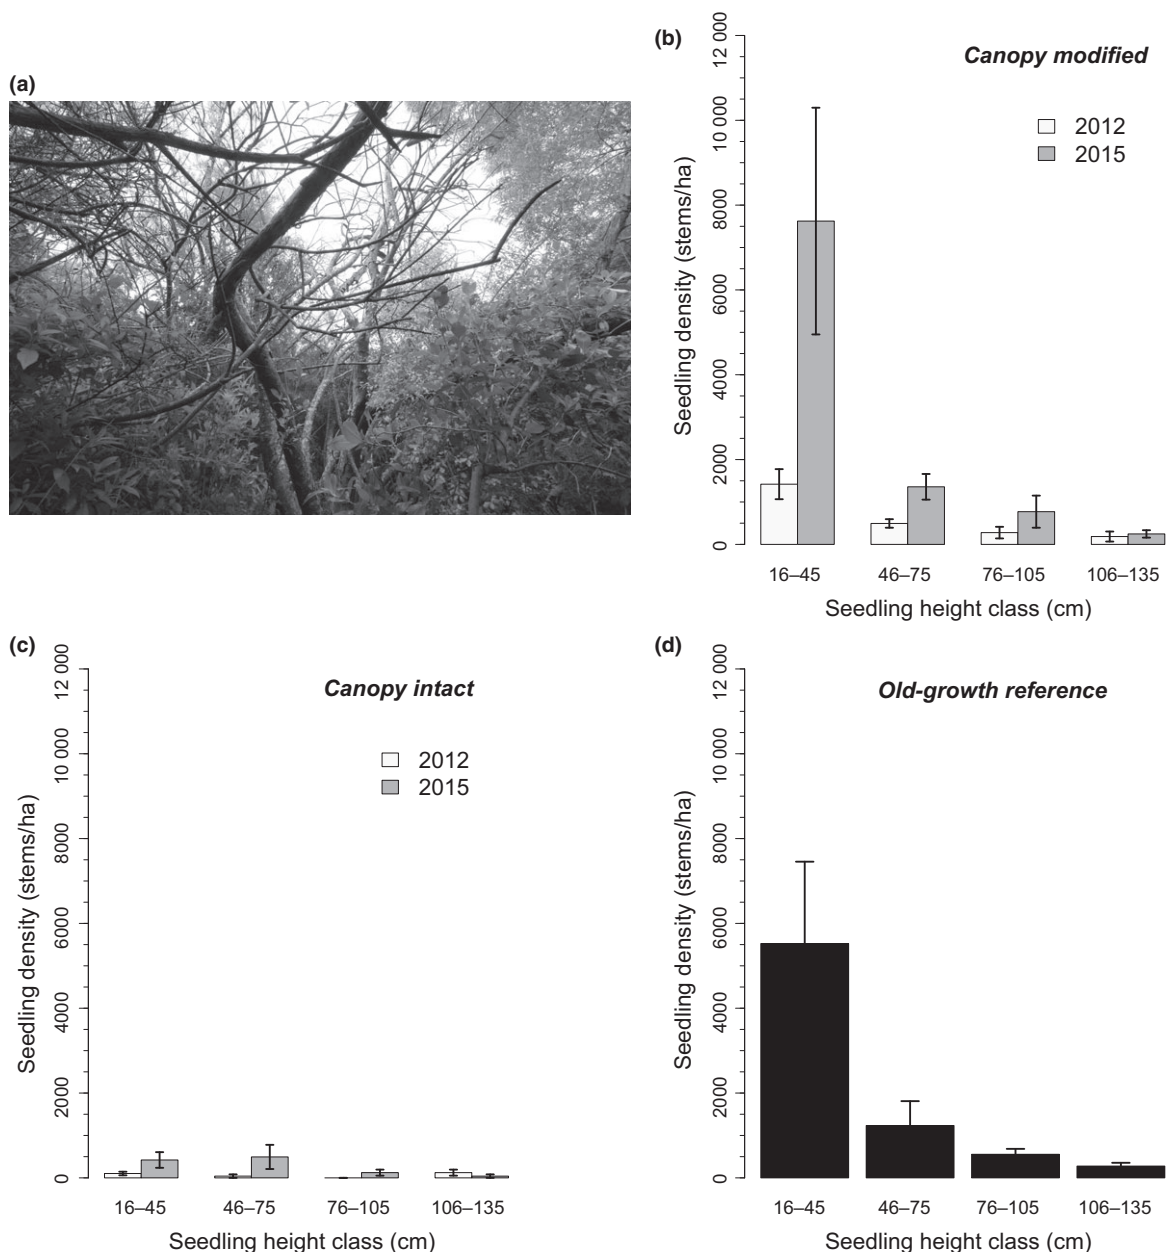 (a)
(b)
Canopy modified
2012
2015
Seedling density (stems/ha)
0
2000
4000
6000
8000
10 000
12 000
16–45
46–75
76–105
106–135
Seedling height class (cm)
(c)
Canopy intact
2012
2015
Seedling density (stems/ha)
0
2000
4000
6000
8000
10 000
12 000
16–45
46–75
76–105
106–135
Seedling height class (cm)
(d)
Old-growth reference
Seedling density (stems/ha)
0
2000
4000
6000
8000
10 000
12 000
16–45
46–75
76–105
106–135
Seedling height class (cm)